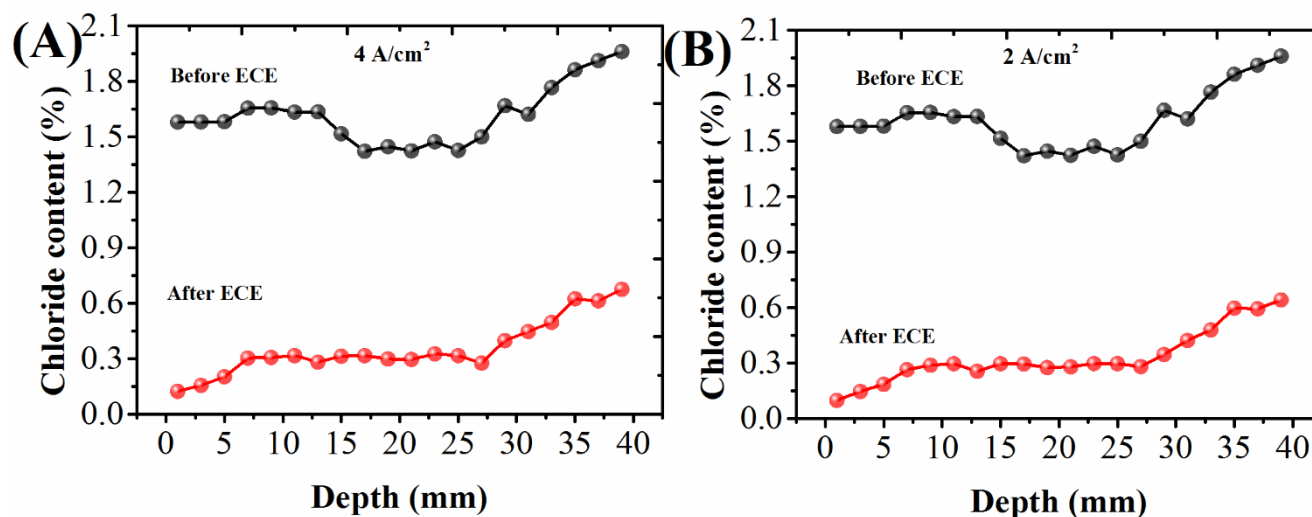 (A)
4 A/cm²
Before ECE
After ECE
Chloride content (%)
2.1
1.8
1.5
1.2
0.9
0.6
0.3
0.0
0 5 10 15 20 25 30 35 40
Depth (mm)
(B)
2 A/cm²
Before ECE
After ECE
Chloride content (%)
2.1
1.8
1.5
1.2
0.9
0.6
0.3
0.0
0 5 10 15 20 25 30 35 40
Depth (mm)